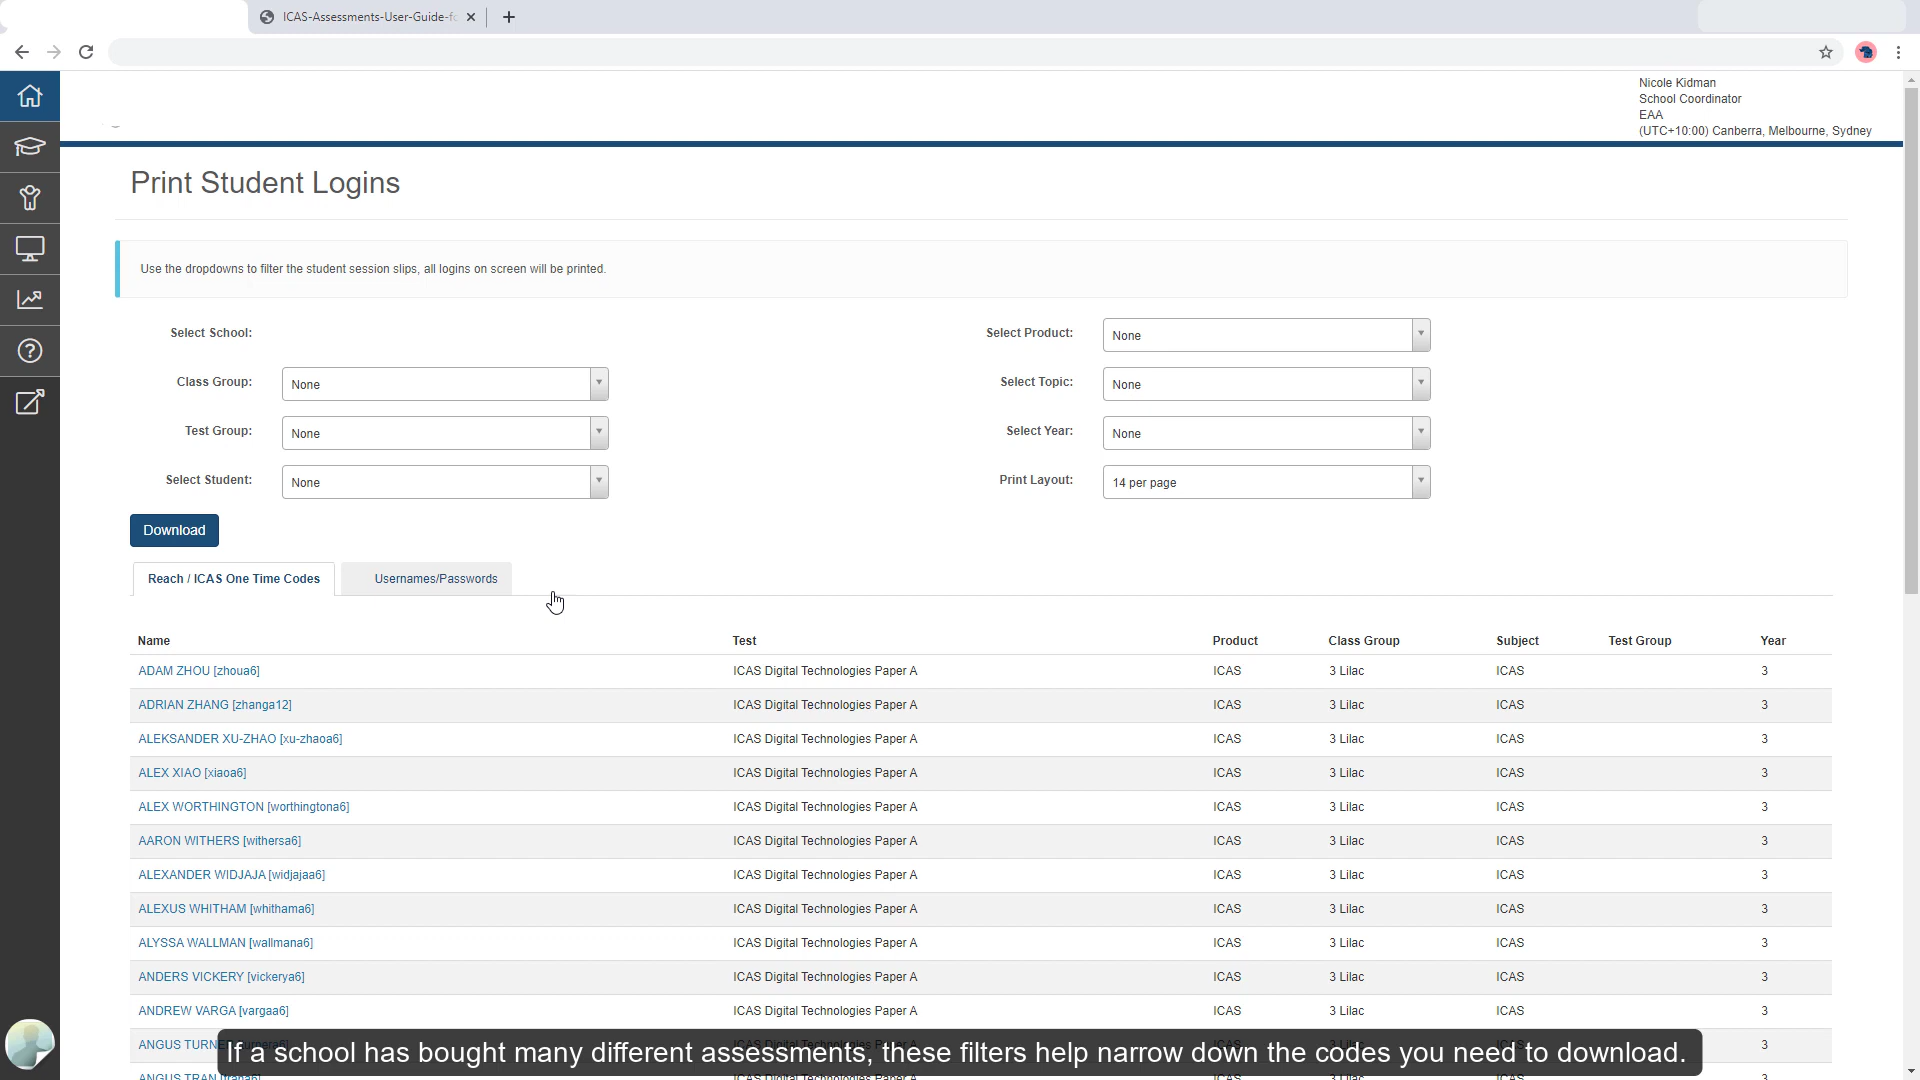 ICAS-Assessments-User-Guide-fo
Nicole Kidman
School Coordinator
EAA
(UTC+10:00) Canberra, Melbourne, Sydney
Print Student Logins
Use the dropdowns to filter the student session slips, all logins on screen will be printed.
Select School:
Select Product: None
Class Group: None
Select Topic: None
Test Group: None
Select Year: None
Select Student: None
Print Layout: 14 per page
Download
Reach / ICAS One Time Codes Usernames/Passwords
Name Test Product Class Group Subject Test Group Year
ADAM ZHOU [zhoua6] ICAS Digital Technologies Paper A ICAS 3 Lilac ICAS 3
ADRIAN ZHANG [zhanga12] ICAS Digital Technologies Paper A ICAS 3 Lilac ICAS 3
ALEKSANDER XU-ZHAO [xu-zhaoa6] ICAS Digital Technologies Paper A ICAS 3 Lilac ICAS 3
ALEX XIAO [xiaoa6] ICAS Digital Technologies Paper A ICAS 3 Lilac ICAS 3
ALEX WORTHINGTON [worthingtona6] ICAS Digital Technologies Paper A ICAS 3 Lilac ICAS 3
AARON WITHERS [withersa6] ICAS Digital Technologies Paper A ICAS 3 Lilac ICAS 3
ALEXANDER WIDJAJA [widjajaa6] ICAS Digital Technologies Paper A ICAS 3 Lilac ICAS 3
ALEXUS WHITHAM [whithama6] ICAS Digital Technologies Paper A ICAS 3 Lilac ICAS 3
ALYSSA WALLMAN [wallmana6] ICAS Digital Technologies Paper A ICAS 3 Lilac ICAS 3
ANDERS VICKERY [vickerya6] ICAS Digital Technologies Paper A ICAS 3 Lilac ICAS 3
ANDREW VARGA [vargaa6] ICAS Digital Technologies Paper A ICAS 3 Lilac ICAS 3
ANGUS 3
If a school has bought many different assessments, these filters help narrow down the codes you need to download.
ANGUS TRAN